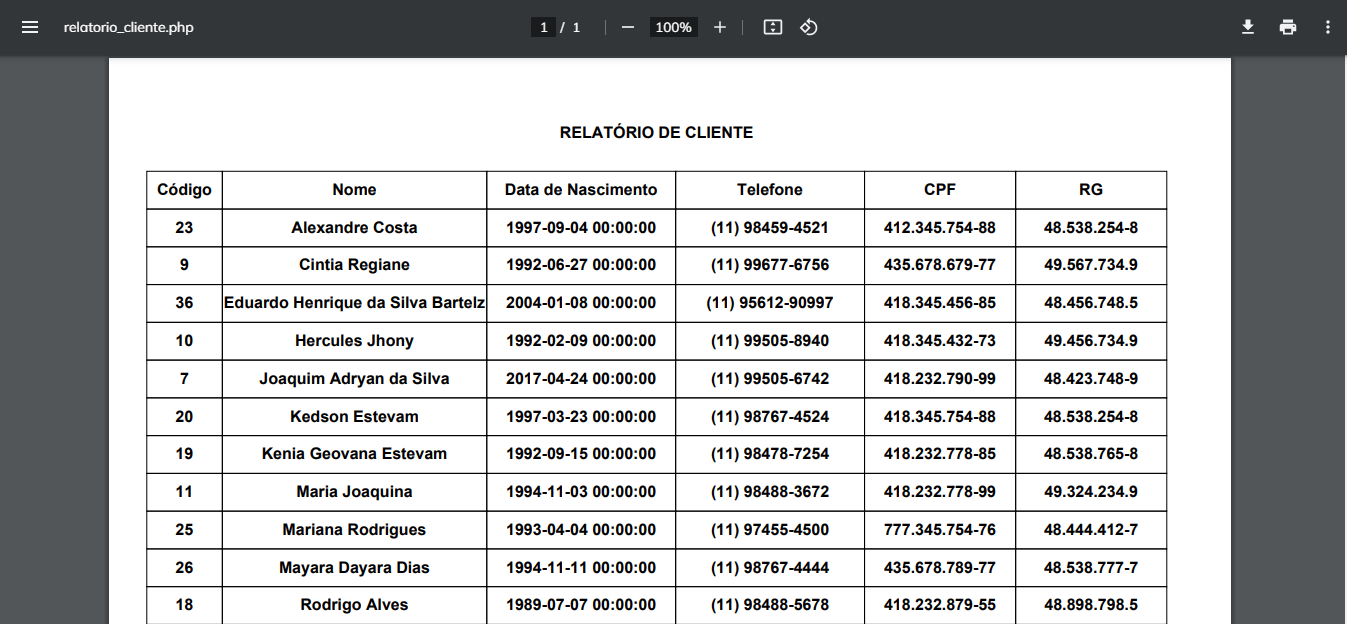 relatorio_cliente.php 1 / 1 100%
RELATÓRIO DE CLIENTE
Código Nome Data de Nascimento Telefone CPF RG
23 Alexandre Costa 1997-09-04 00:00:00 (11) 98459-4521 412.345.754-88 48.538.254-8
9 Cintia Regiane 1992-06-27 00:00:00 (11) 99677-6756 435.678.679-77 49.567.734.9
36 Eduardo Henrique da Silva Bartelz 2004-01-08 00:00:00 (11) 95612-90997 418.345.456-85 48.456.748.5
10 Hercules Jhony 1992-02-09 00:00:00 (11) 99505-8940 418.345.432-73 49.456.734.9
7 Joaquim Adryan da Silva 2017-04-24 00:00:00 (11) 99505-6742 418.232.790-99 48.423.748-9
20 Kedson Estevam 1997-03-23 00:00:00 (11) 98767-4524 418.345.754-88 48.538.254-8
19 Kenia Geovana Estevam 1992-09-15 00:00:00 (11) 98478-7254 418.232.778-85 48.538.765-8
11 Maria Joaquina 1994-11-03 00:00:00 (11) 98488-3672 418.232.778-99 49.324.234.9
25 Mariana Rodrigues 1993-04-04 00:00:00 (11) 97455-4500 777.345.754-76 48.444.412-7
26 Mayara Dayara Dias 1994-11-11 00:00:00 (11) 98767-4444 435.678.789-77 48.538.777-7
18 Rodrigo Alves 1989-07-07 00:00:00 (11) 98488-5678 418.232.879-55 48.898.798.5